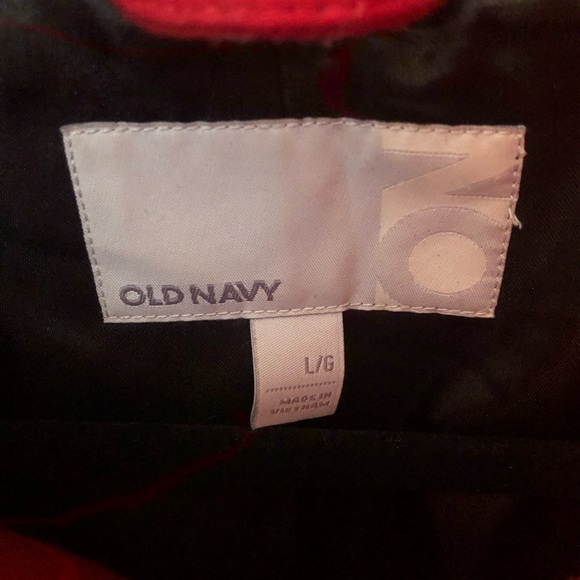 OLD NAVY
ON
L/G
MADE IN
VIETNAM